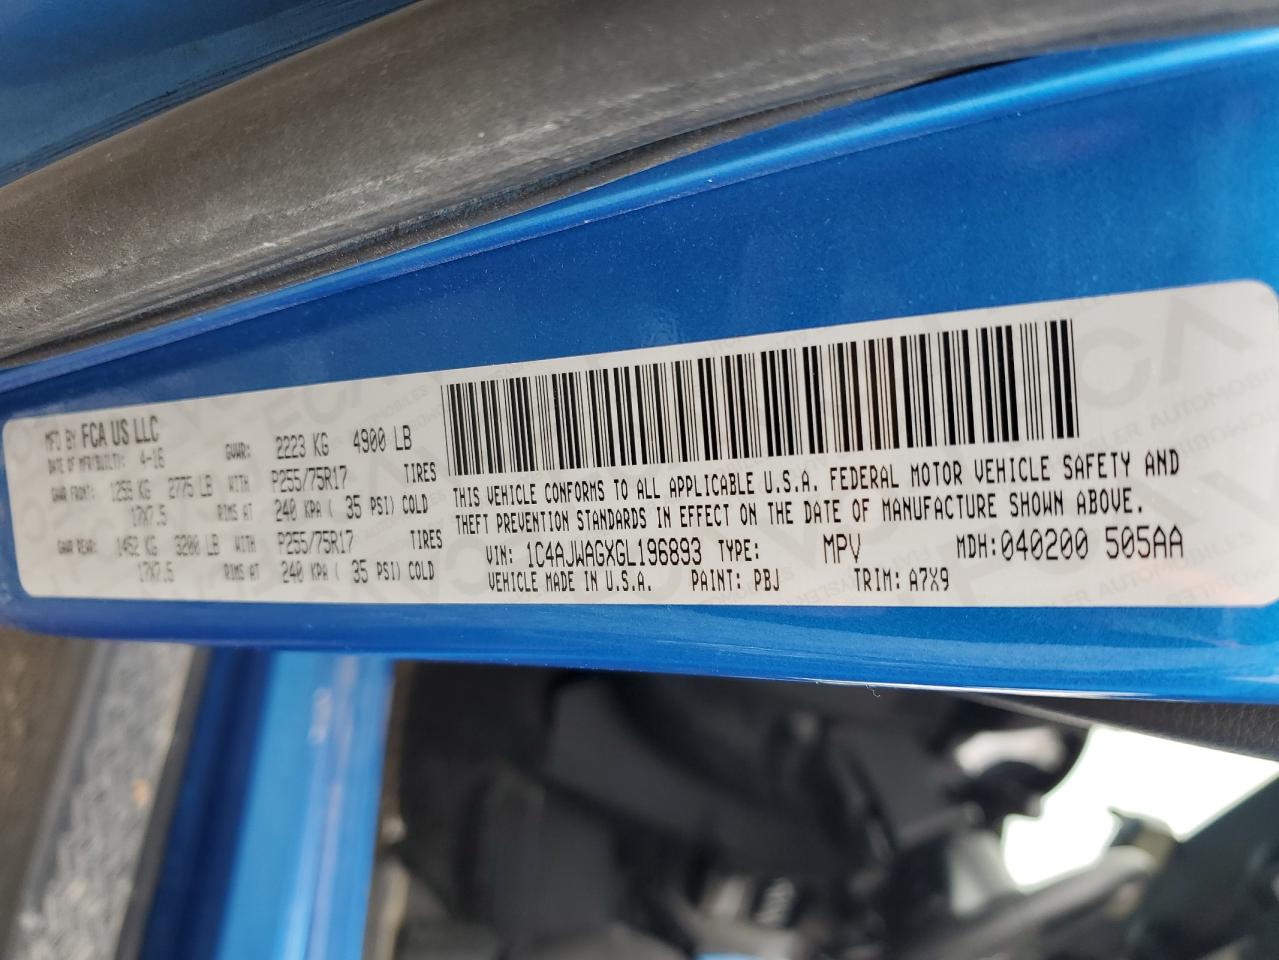 MFD BY FCA US LLC
DATE OF MFR/BUILT: 4-16 GVWR: 2223 KG 4900 LB
GAWR FRONT: 1259 KG 2775 LB WITH P255/75R17 TIRES
17X7.5 RIMS AT 240 KPA ( 35 PSI) COLD
GAWR REAR: 1452 KG 3200 LB WITH P255/75R17 TIRES
17X7.5 RIMS AT 240 KPA ( 35 PSI) COLD
THIS VEHICLE CONFORMS TO ALL APPLICABLE U.S.A. FEDERAL MOTOR VEHICLE SAFETY AND
THEFT PREVENTION STANDARDS IN EFFECT ON THE DATE OF MANUFACTURE SHOWN ABOVE.
VIN: 1C4AJWAGXGL196893 TYPE: MPV MDH:040200 505AA
VEHICLE MADE IN U.S.A. PAINT: PBJ TRIM: A7X9